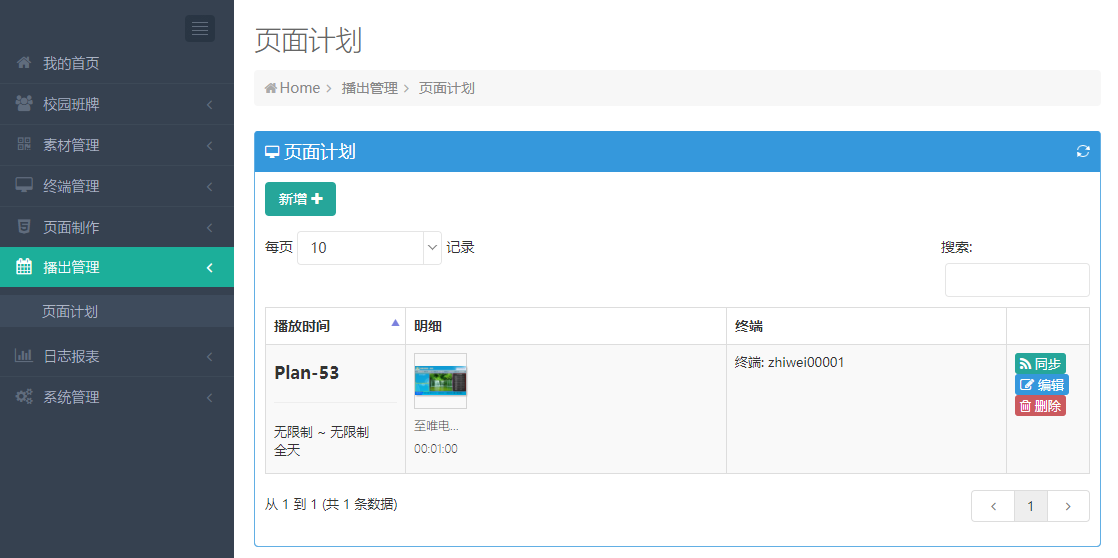 我的首页
校园班牌
素材管理
终端管理
页面制作
播出管理
页面计划
日志报表
系统管理
页面计划
Home 播出管理 页面计划
页面计划
新增
每页 10 记录
搜索:
播放时间 明细 终端
Plan-53
无限制 ~ 无限制
全天
至唯电...
00:01:00
终端: zhiwei00001
同步
编辑
删除
从 1 到 1 (共 1 条数据)
1